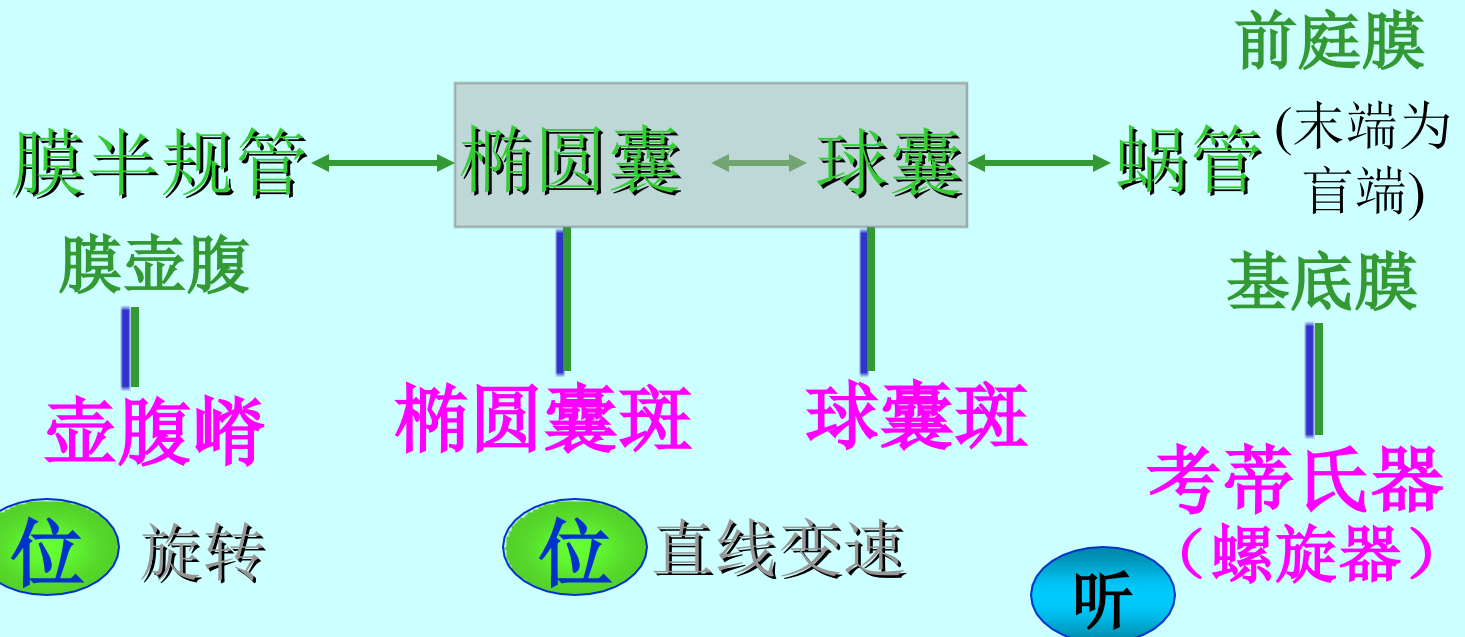 前庭膜
膜半规管 椭圆囊 球囊 蜗管 (末端为
盲端)
膜壶腹
基底膜
壶腹嵴 椭圆囊斑 球囊斑
考蒂氏器
（螺旋器）
位 旋转 位 直线变速
听